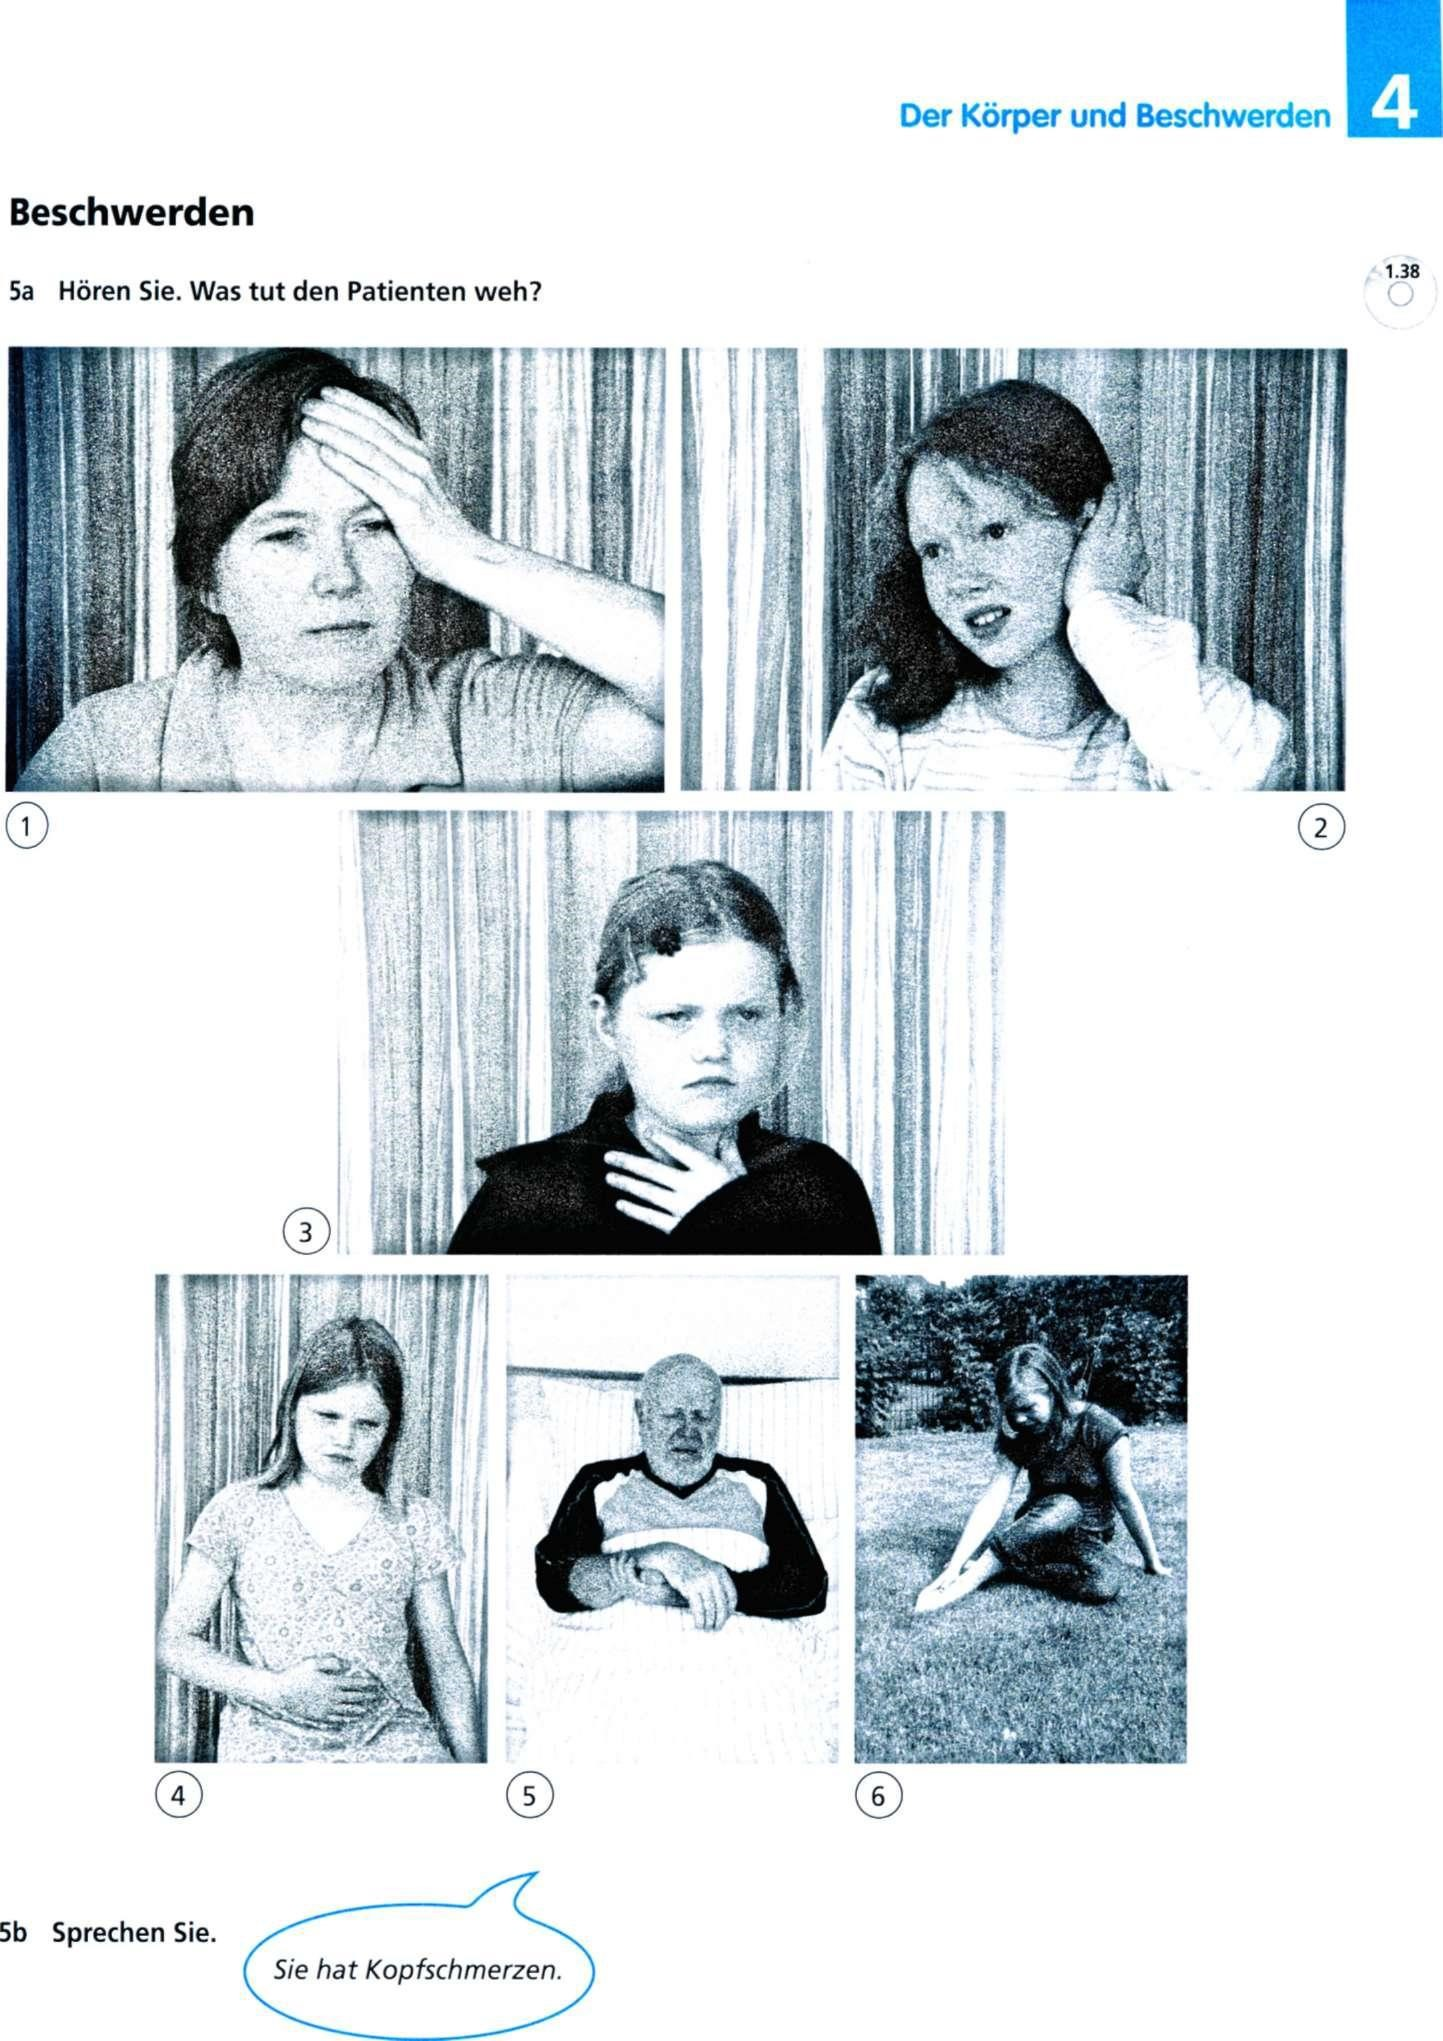 Der Körper und Beschwerden 4
Beschwerden
5a Hören Sie. Was tut den Patienten weh?
1.38
1
2
3
4
5
6
5b Sprechen Sie.
Sie hat Kopfschmerzen.